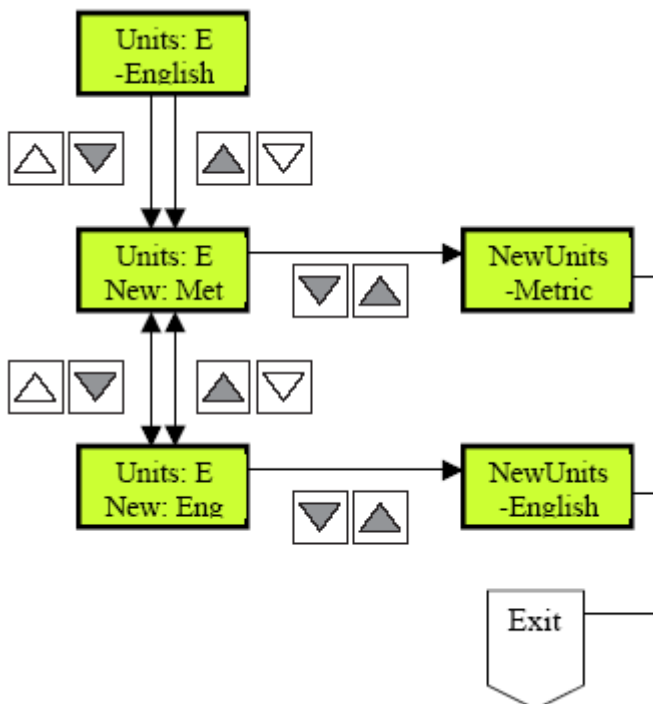 Units: E
-English
Units: E
New: Met
NewUnits
-Metric
Units: E
New: Eng
NewUnits
-English
Exit